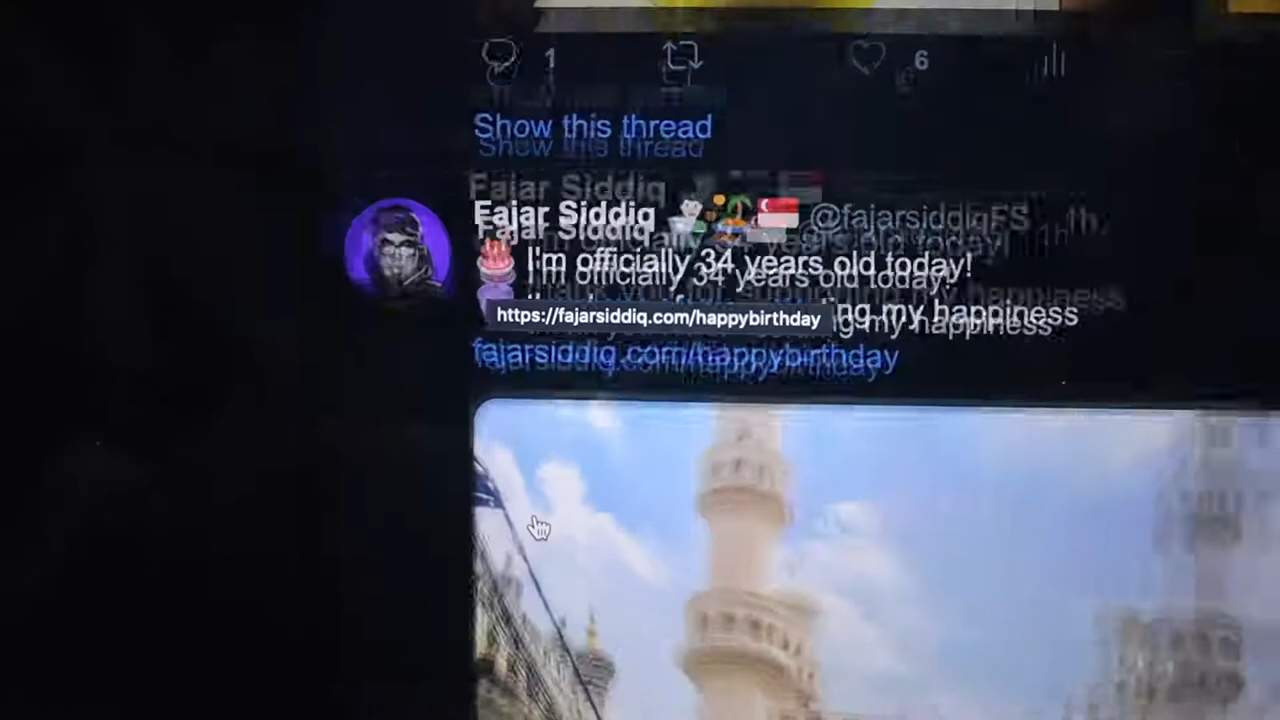 1 6
Show this thread
Fajar Siddiq @fajarsiddiqFS
I'm officially 34 years old today!
https://fajarsiddiq.com/happybirthday
ng my happiness
fajarsiddiq.com/happybirthday